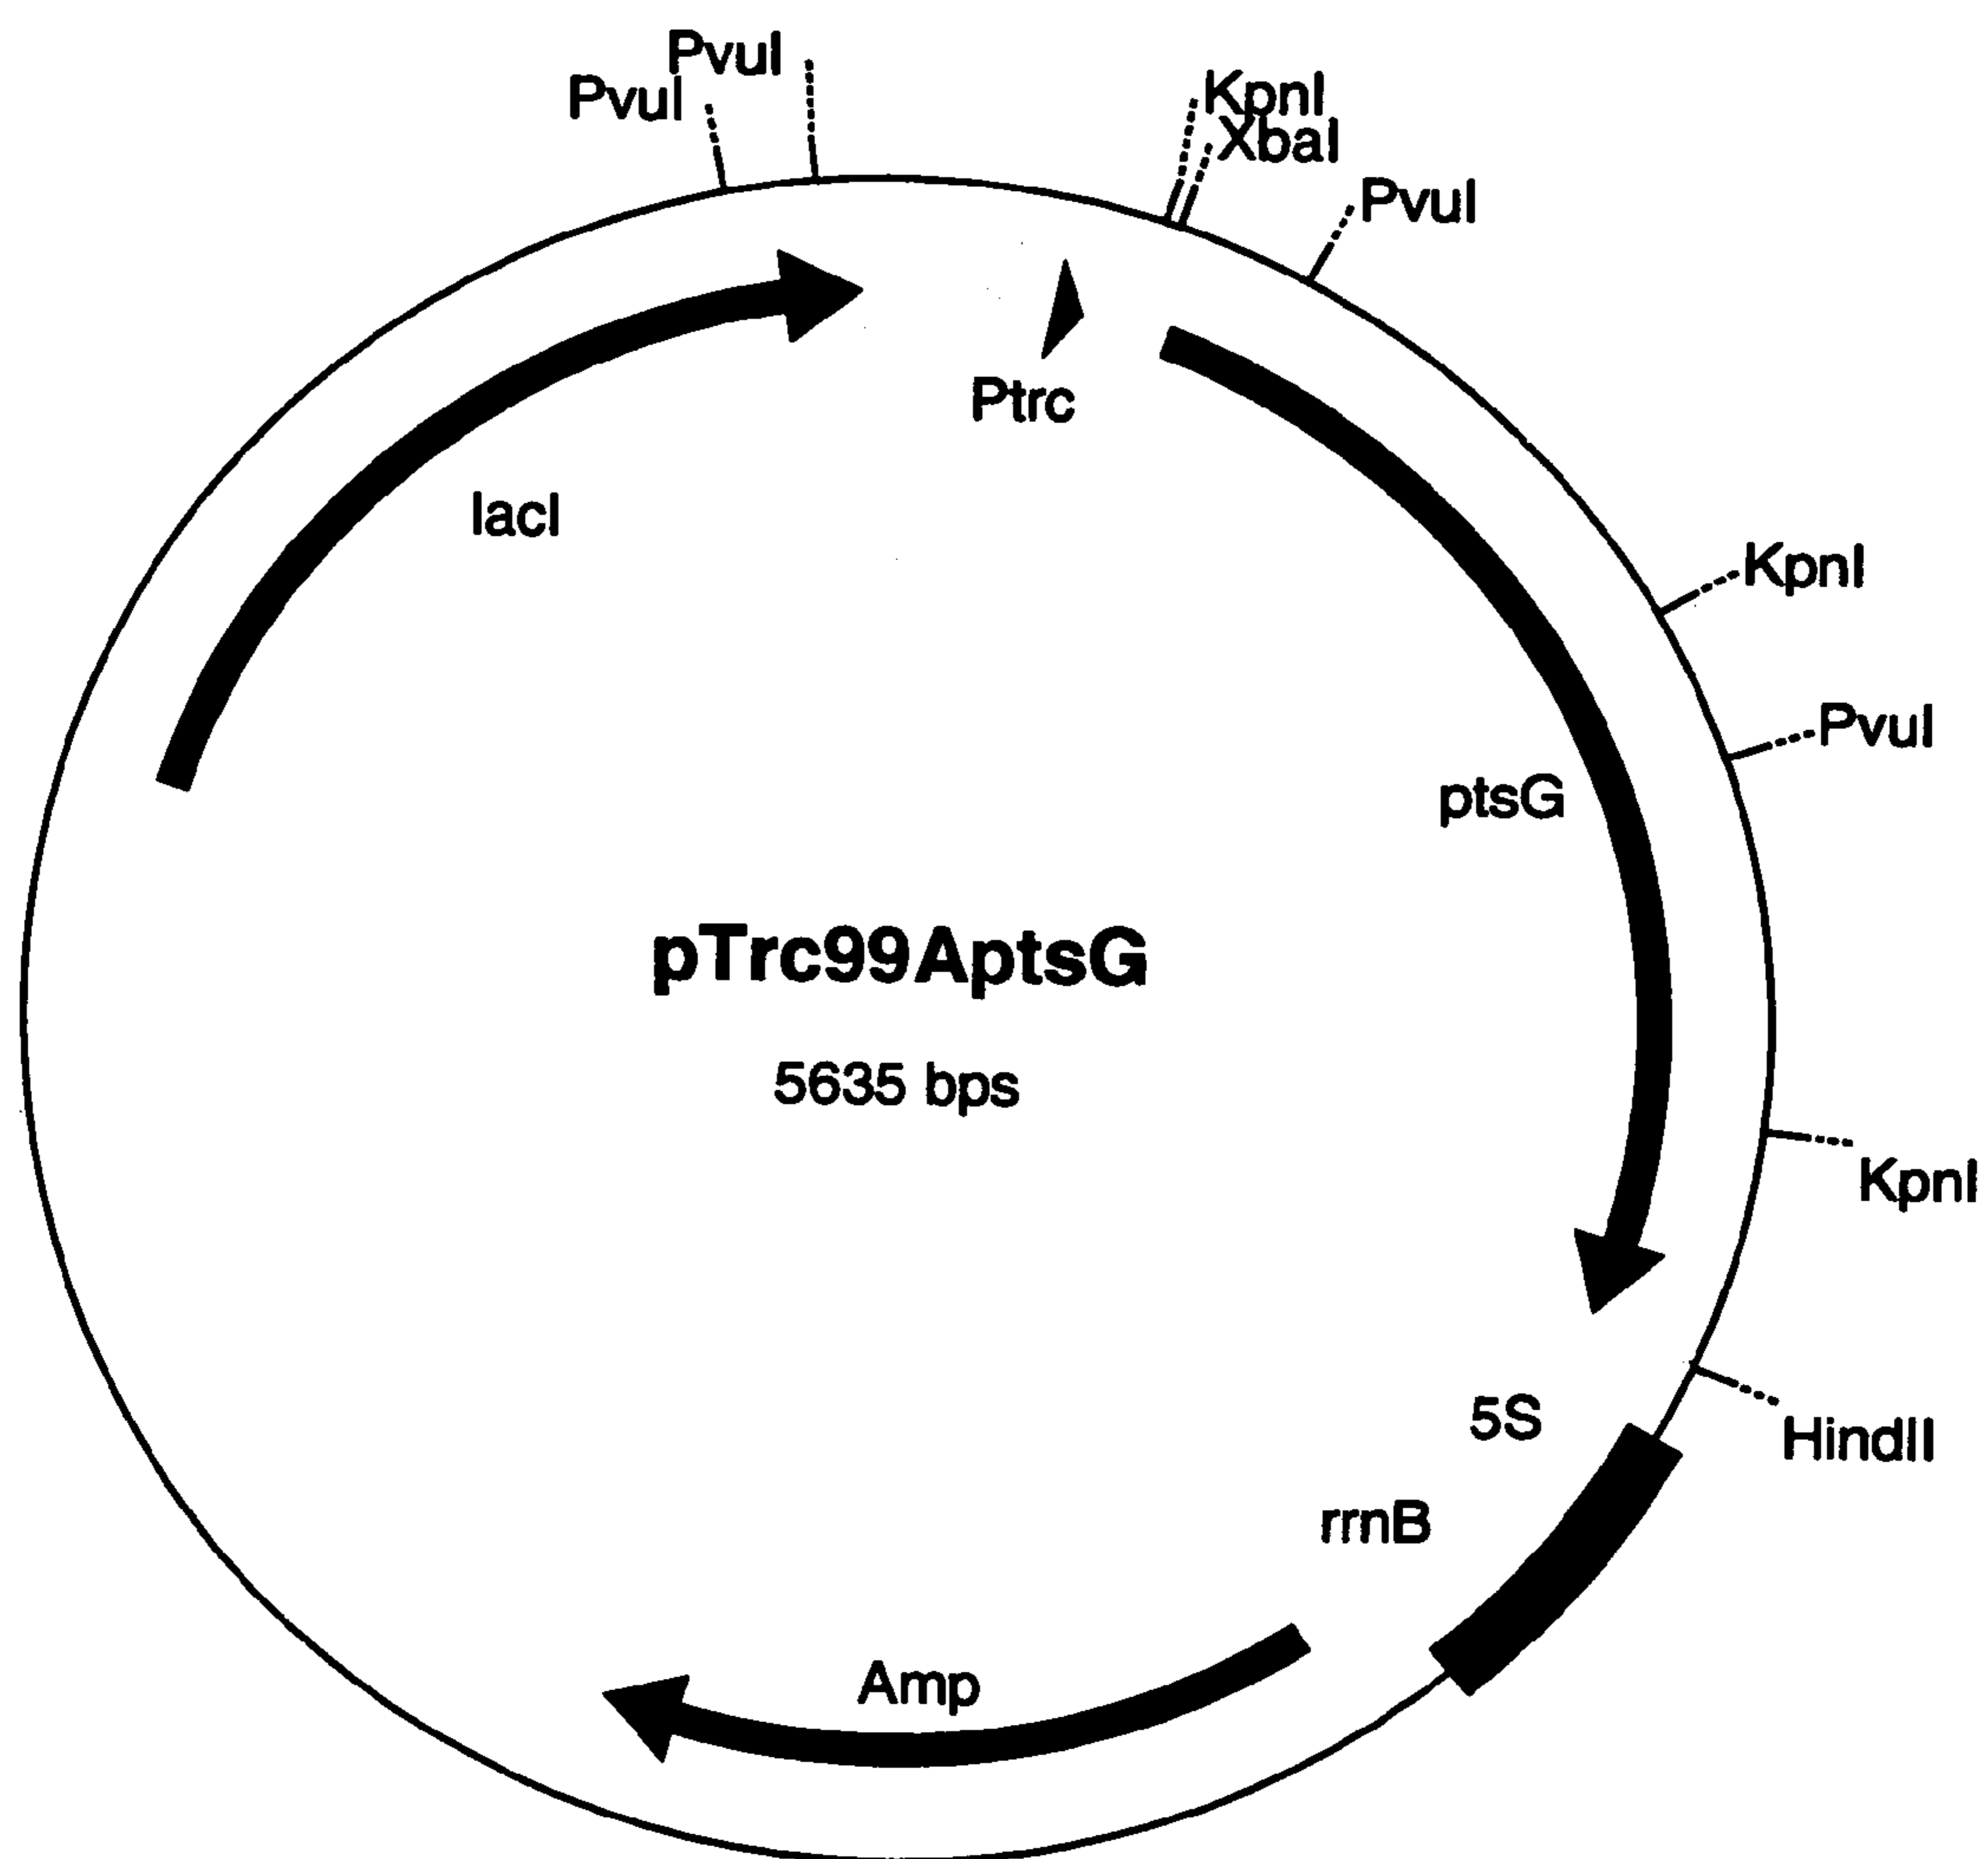 PvuI
PvuI
KpnI
XbaI
PvuI
Ptrc
lacI
KpnI
PvuI
ptsG
pTrc99AptsG
5635 bps
KpnI
5S
HindII
rrnB
Amp